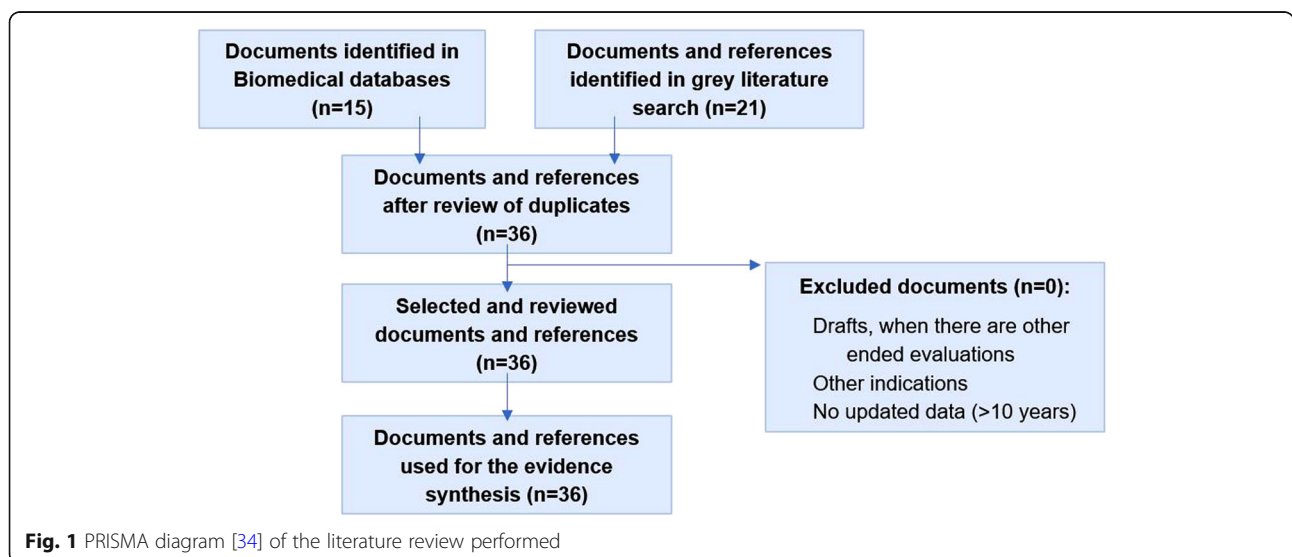 Documents identified in
Biomedical databases
(n=15)
Documents and references
identified in grey literature
search (n=21)
Documents and references
after review of duplicates
(n=36)
Excluded documents (n=0):
Drafts, when there are other
ended evaluations
Other indications
No updated data (>10 years)
Selected and reviewed
documents and references
(n=36)
Documents and references
used for the evidence
synthesis (n=36)
Fig. 1 PRISMA diagram [34] of the literature review performed